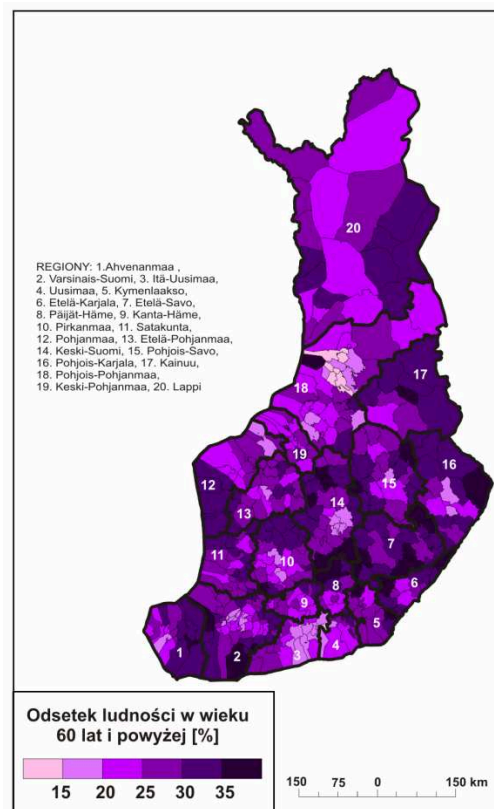 20
REGIONY: 1.Ahvenanmaa ,
2. Varsinais-Suomi, 3. Itä-Uusimaa,
4. Uusimaa, 5. Kymenlaakso,
6. Etelä-Karjala, 7. Etelä-Savo,
8. Päijät-Häme, 9. Kanta-Häme,
10. Pirkanmaa, 11. Satakunta,
12. Pohjanmaa, 13. Etelä-Pohjanmaa,
14. Keski-Suomi, 15. Pohjois-Savo,
16. Pohjois-Karjala, 17. Kainuu,
18. Pohjois-Pohjanmaa,
19. Keski-Pohjanmaa, 20. Lappi
17
18
19
16
12
15
13
14
11
10
7
8
6
9
5
1
2
3
4
Odsetek ludności w wieku
60 lat i powyżej [%]
15 20 25 30 35
150 75 0 150 km